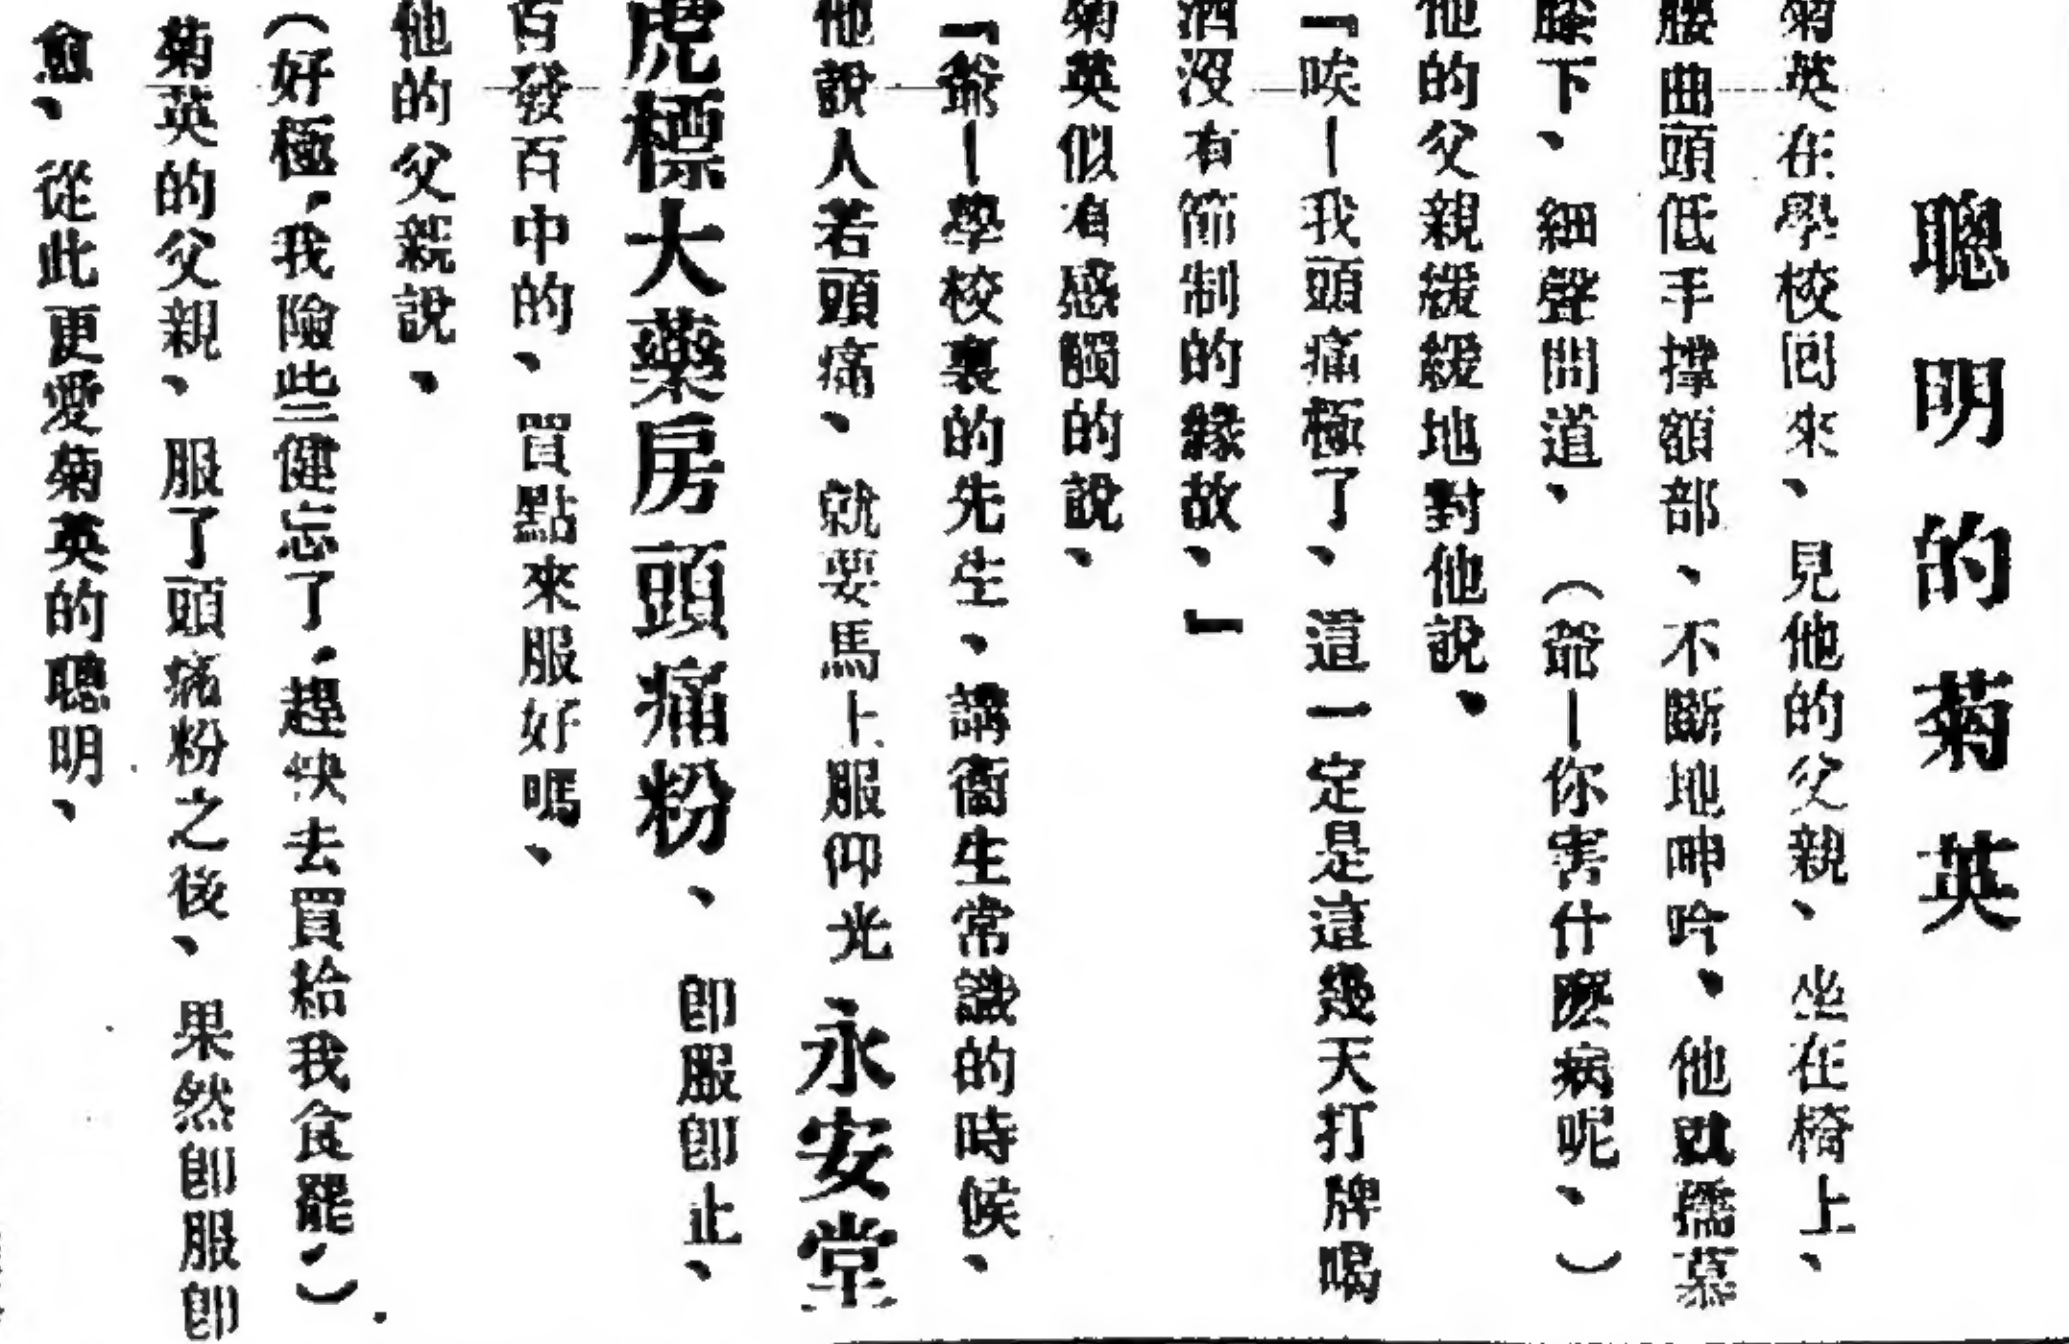 聰明的菊英
菊英在學校回來、見他的父親、坐在椅上、
腰曲頭低手撑額部、不斷地呻吟、他就孺慕
膝下、細聲問道、(爺—你害什麽病呢、)
他的父親緩緩地對他說、
『唉—我頭痛極了、這一定是這幾天打牌喝
酒沒有節制的緣故、』
菊英似有感觸的說、
『爺—學校裏的先生、講衞生常識的時候、
他說人若頭痛、就要馬上服仰光、永安堂
虎標大藥房頭痛粉、卽服卽止、
百發百中的、買點來服好嗎、
他的父親說、
(好極、我險些健忘了、趕快去買給我食罷、)
菊英的父親、服了頭痛粉之後、果然卽服卽
愈、從此更愛菊英的聰明、